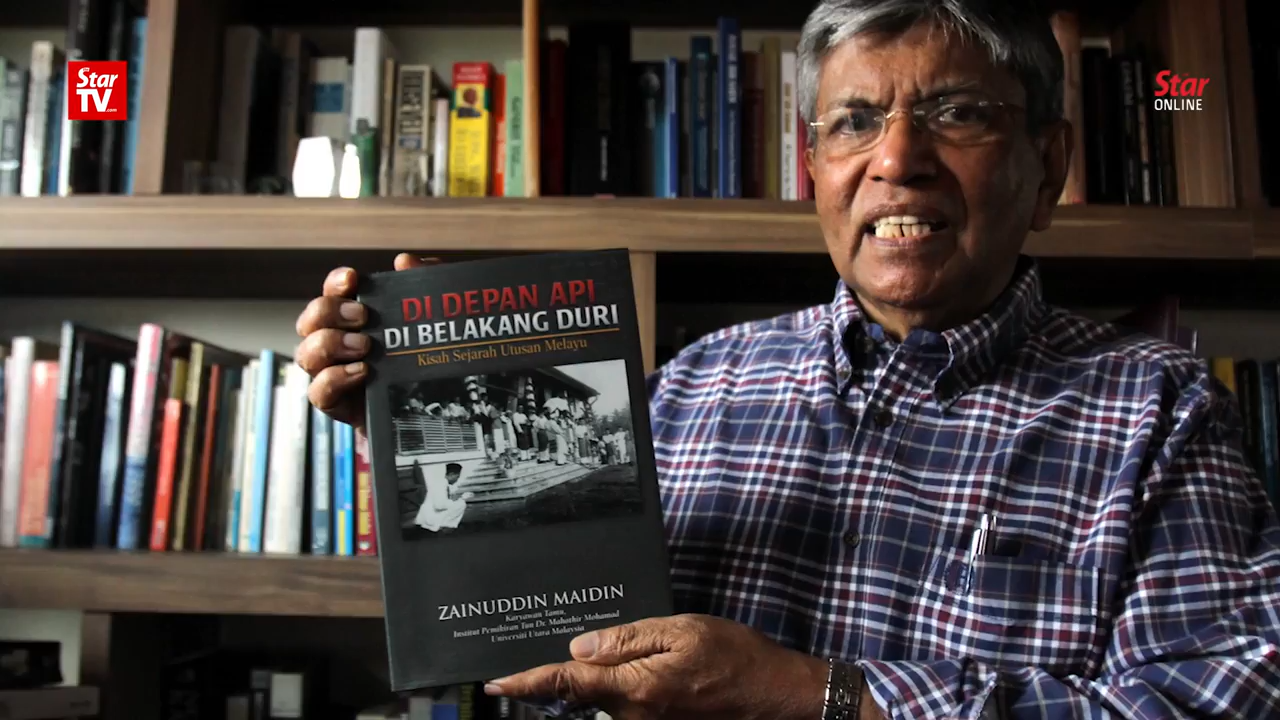 Star
TV.com
Star
ONLINE
DI DEPAN API
DI BELAKANG DURI
Kisah Sejarah Utusan Melayu
ZAINUDDIN MAIDIN
Karyawan Tamu,
Institut Pemikiran Tun Dr. Mahathir Mohamad
Universiti Utara Malaysia